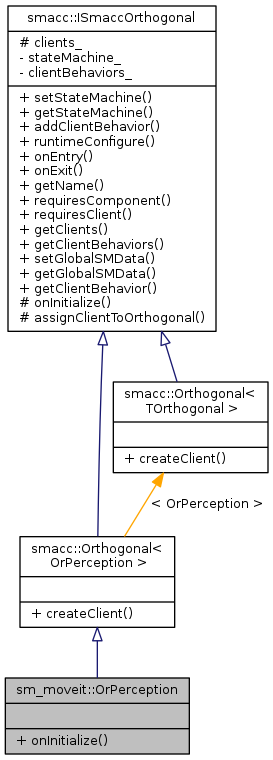 smacc::ISmaccOrthogonal
# clients_
- stateMachine_
- clientBehaviors_
+ setStateMachine()
+ getStateMachine()
+ addClientBehavior()
+ runtimeConfigure()
+ onEntry()
+ onExit()
+ getName()
+ requiresComponent()
+ requiresClient()
+ getClients()
+ getClientBehaviors()
+ setGlobalSMData()
+ getGlobalSMData()
+ getClientBehavior()
# onInitialize()
# assignClientToOrthogonal()
smacc::Orthogonal<
TOrthogonal >
+ createClient()
< OrPerception >
smacc::Orthogonal<
OrPerception >
+ createClient()
sm_moveit::OrPerception
+ onInitialize()